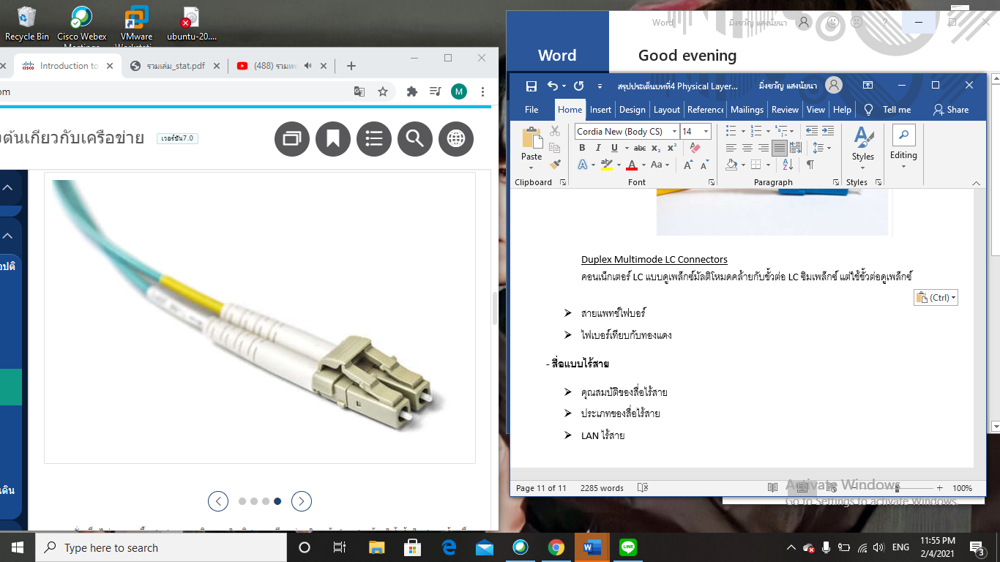 Recycle Bin
Cisco Webex
Meetings
VMware
Workstati...
ubuntu-20....
Introduction to
รวมเล่ม_stat.pdf
(488) รวมเพ
om
M
งต้นเกี่ยวกับเครือข่าย
เวอร์ชัน7.0
Word
มิ่งขวัญ แสงนัยนา
Word
Good evening
สรุปประเด็นบทที่4 Physical Layer...
มิ่งขวัญ แสงนัยนา
File Home Insert Design Layout Reference Mailings Review View Help Tell me Share
Cordia New (Body CS) 14
Paste
B I U abc x₂ x²
Aa
Styles
Editing
Clipboard
Font
Paragraph
Styles
Duplex Multimode LC Connectors
คอนเน็กเตอร์ LC แบบดูเพล็กซ์มัลติโหมดคล้ายกับขั้วต่อ LC ซิมเพล็กซ์ แต่ใช้ขั้วต่อดูเพล็กซ์
(Ctrl)
สายแพทช์ไฟบอร์
ไฟเบอร์เทียบกับทองแดง
- สื่อแบบไร้สาย
คุณสมบัติของสื่อไร้สาย
ประเภทของสื่อไร้สาย
LAN ไร้สาย
Page 11 of 11
2285 words
100%
Activate Windows
Go to Settings to activate Windows.
Type here to search
ENG
11:55 PM
2/4/2021
3